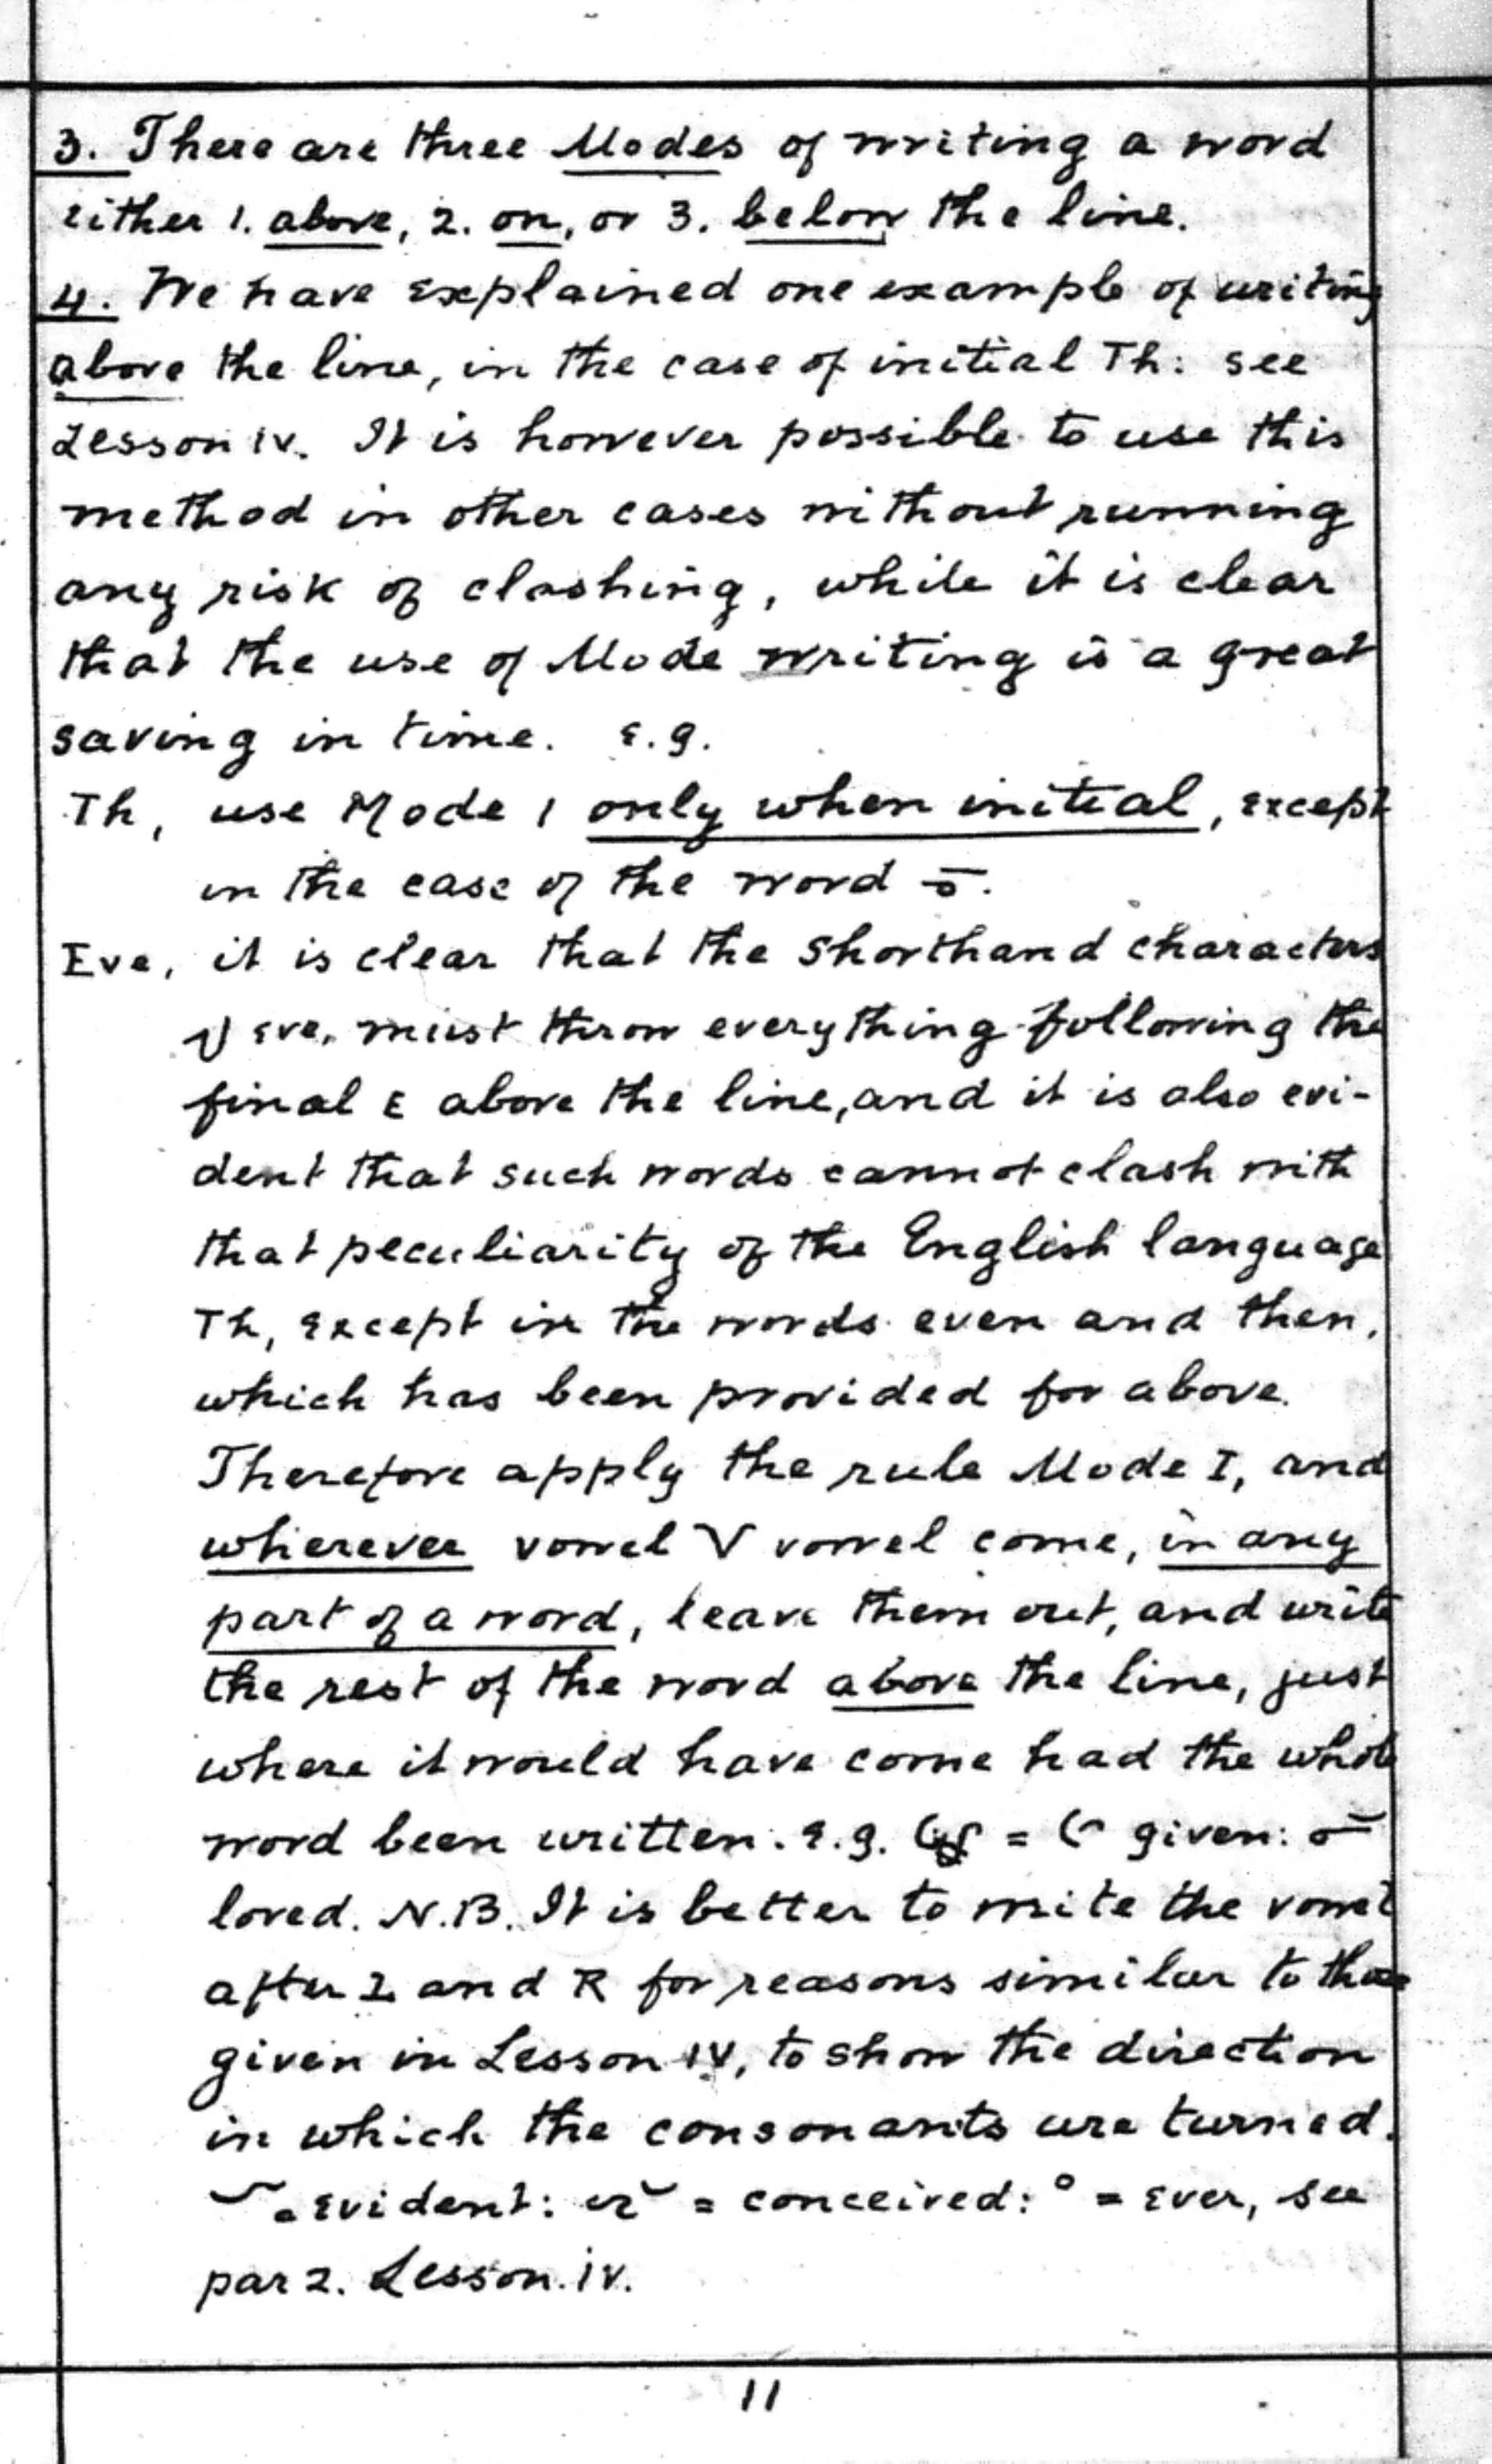 3. There are three Modes of writing a word
either 1. above, 2. on, or 3. below the line.
4. We have explained one example of writing
above the line, in the case of initial Th: see
Lesson iv. It is however possible to use this
method in other cases without running
any risk of clashing, while it is clear
that the use of Mode writing is a great
saving in time. e.g.
Th, use Mode 1 only when initial, except
in the case of the word
Eve, it is clear that the Shorthand characters
eve, must throw everything following the
final E above the line, and it is also evi-
dent that such words cannot clash with
that peculiarity of the English language
Th, except in the words even and then,
which has been provided for above.
Therefore apply the rule Mode I, and
wherever vowel V vowel come, in any
part of a word, leave them out, and write
the rest of the word above the line, just
where it would have come had the whole
word been written. e.g. = given:
loved. N.B. It is better to write the vowel
after L and R for reasons similar to those
given in Lesson IV, to show the direction
in which the consonants are turned.
= evident: = conceived: = ever, see
par 2. Lesson. iv.
11